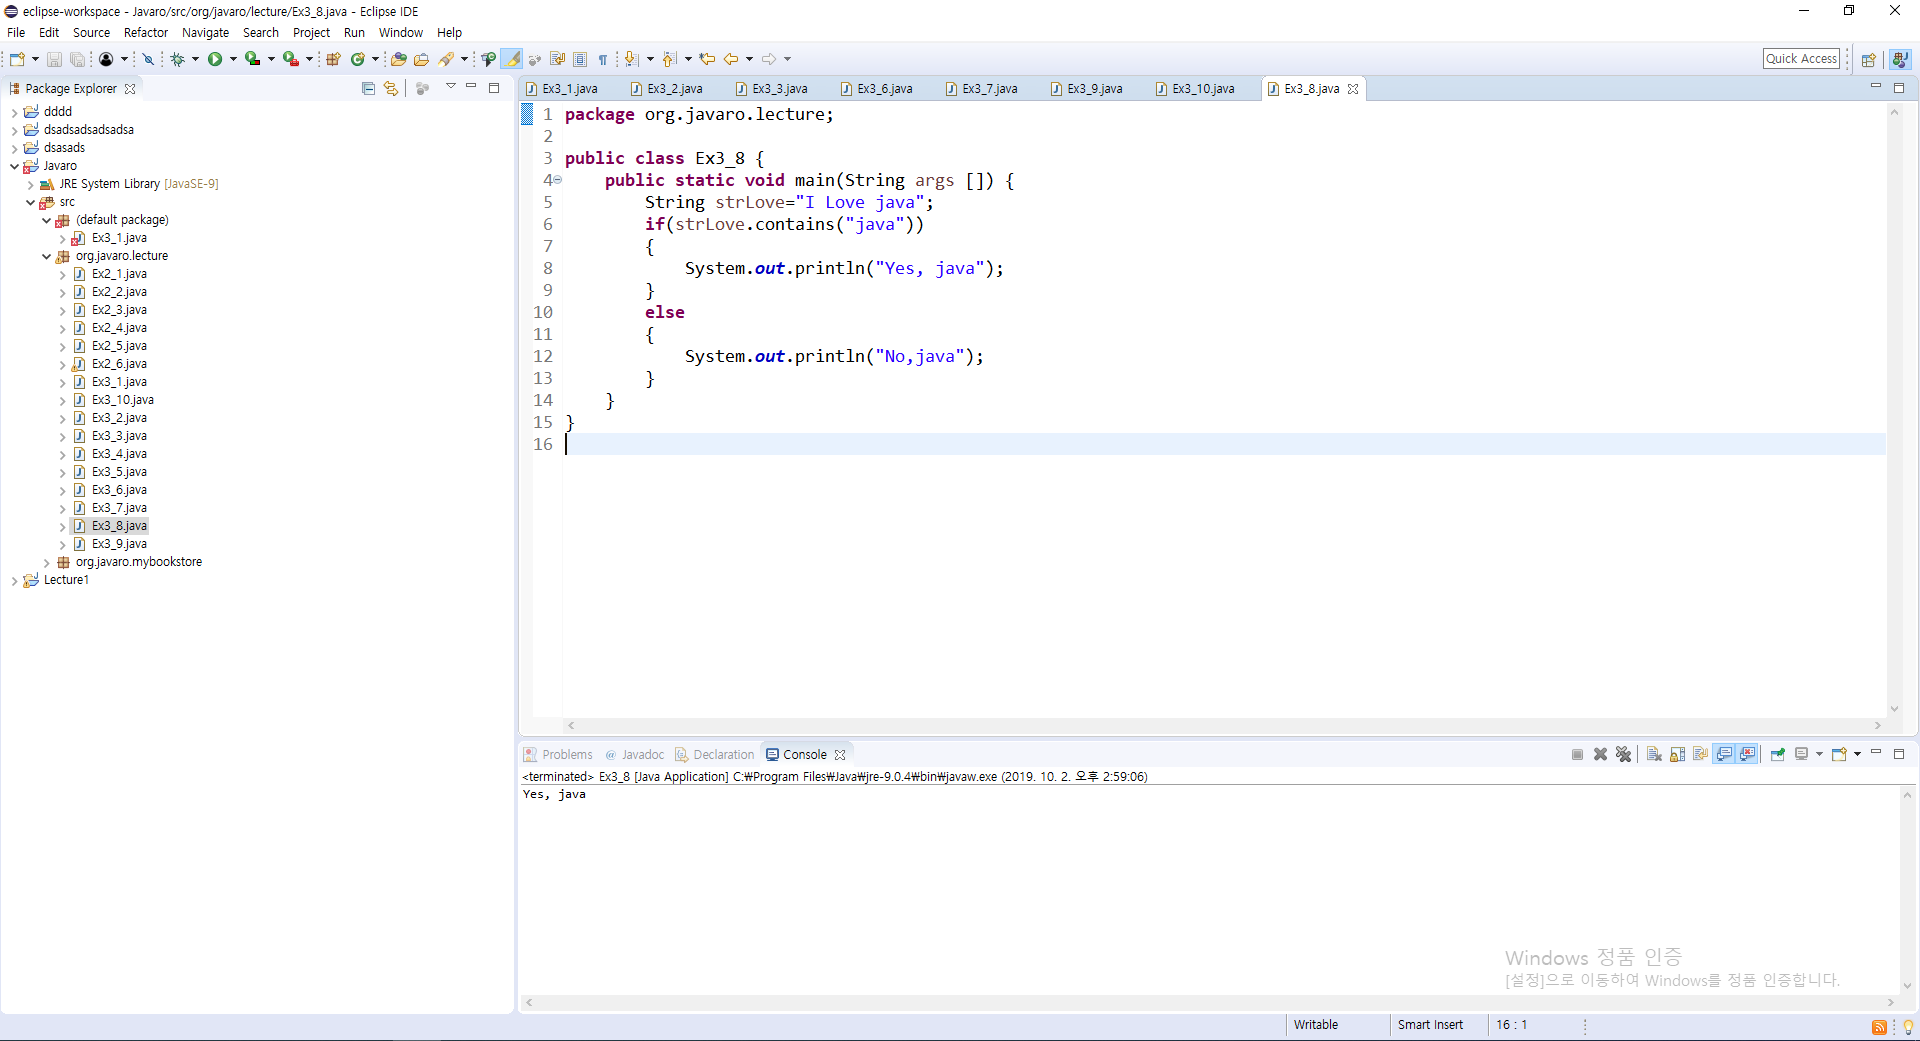 eclipse-workspace - Javaro/src/org/javaro/lecture/Ex3_8.java - Eclipse IDE
File Edit Source Refactor Navigate Search Project Run Window Help
Quick Access
Package Explorer
dddd
dsadsadsadsadsa
dsasads
Javaro
JRE System Library [JavaSE-9]
src
(default package)
Ex3_1.java
org.javaro.lecture
Ex2_1.java
Ex2_2.java
Ex2_3.java
Ex2_4.java
Ex2_5.java
Ex2_6.java
Ex3_1.java
Ex3_10.java
Ex3_2.java
Ex3_3.java
Ex3_4.java
Ex3_5.java
Ex3_6.java
Ex3_7.java
Ex3_8.java
Ex3_9.java
org.javaro.mybookstore
Lecture1
Ex3_1.java Ex3_2.java Ex3_3.java Ex3_6.java Ex3_7.java Ex3_9.java Ex3_10.java Ex3_8.java
1 package org.javaro.lecture;
2
3 public class Ex3_8 {
4 public static void main(String args []) {
5 String strLove="I Love java";
6 if(strLove.contains("java"))
7 {
8 System.out.println("Yes, java");
9 }
10 else
11 {
12 System.out.println("No,java");
13 }
14 }
15 }
16
Problems @ Javadoc Declaration Console
<terminated> Ex3_8 [Java Application] C:₩Program Files₩Java₩jre-9.0.4₩bin₩javaw.exe (2019. 10. 2. 오후 2:59:06)
Yes, java
Windows 정품 인증
[설정]으로 이동하여 Windows를 정품 인증합니다.
Writable Smart Insert 16 : 1